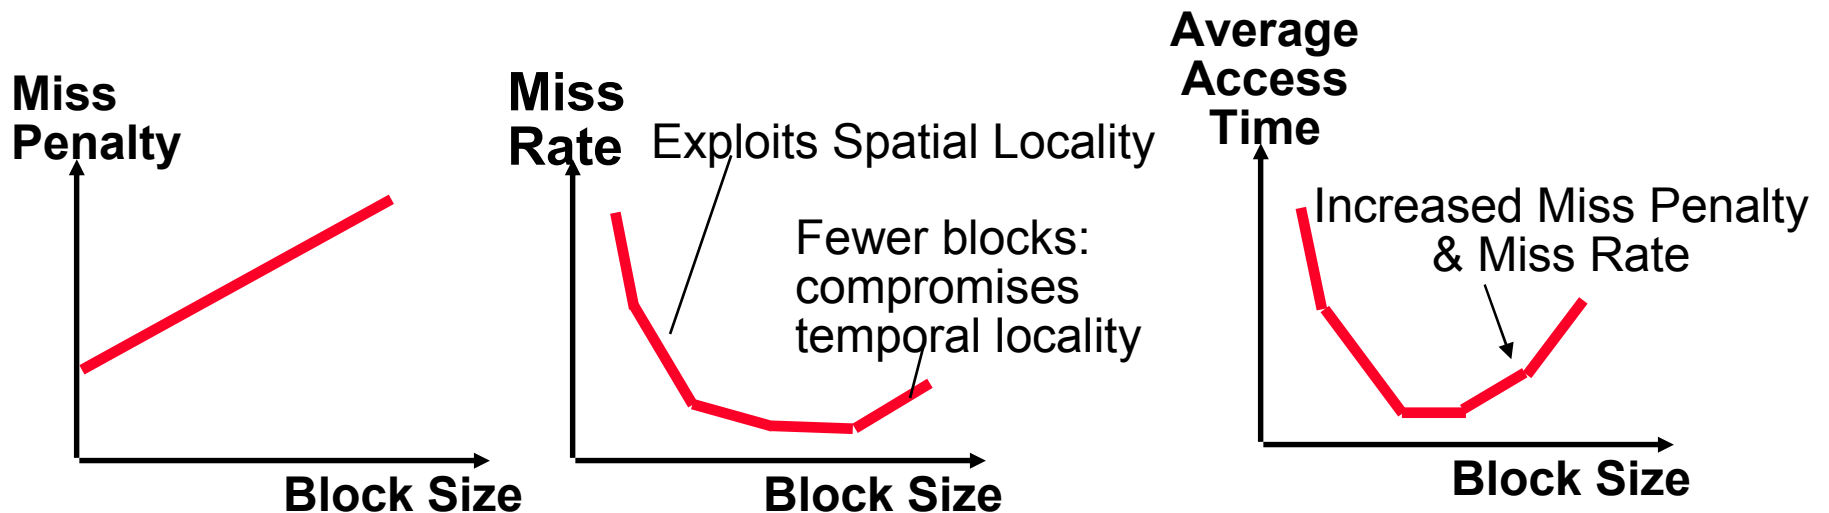 Miss
Penalty
Block Size
Miss
Rate
Exploits Spatial Locality
Fewer blocks:
compromises
temporal locality
Block Size
Average
Access
Time
Increased Miss Penalty
& Miss Rate
Block Size